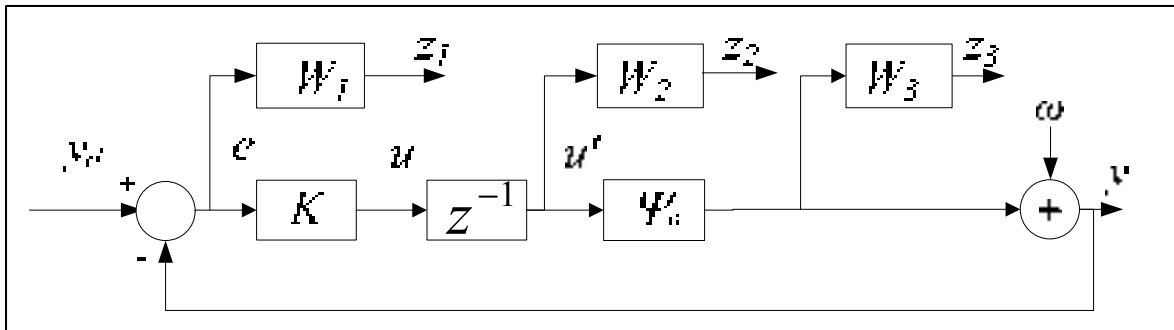 W₁ z₁ W₂ z₂ W₃ z₃
ω
e u u'
+
K z⁻¹ +
-